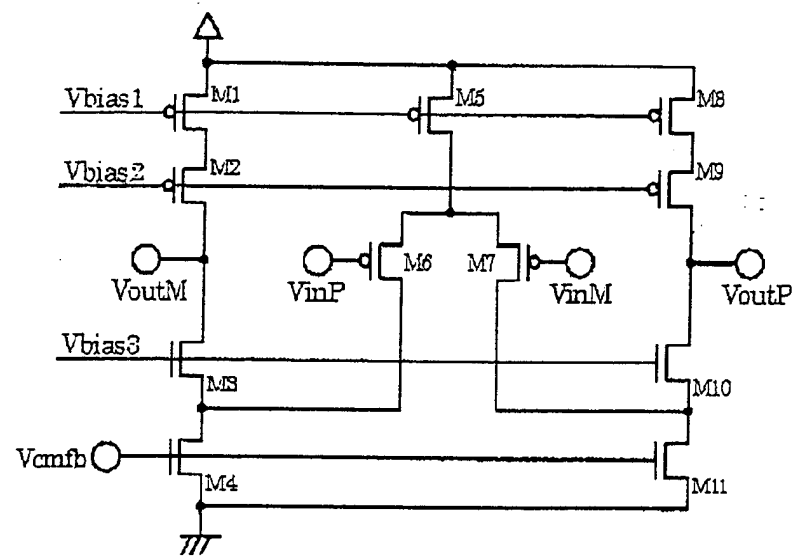 Vbias1
M1
M5
M8
Vbias2
M2
M9
VoutM
VinP
M6
M7
VinM
VoutP
Vbias3
M3
M10
Vcmfb
M4
M11